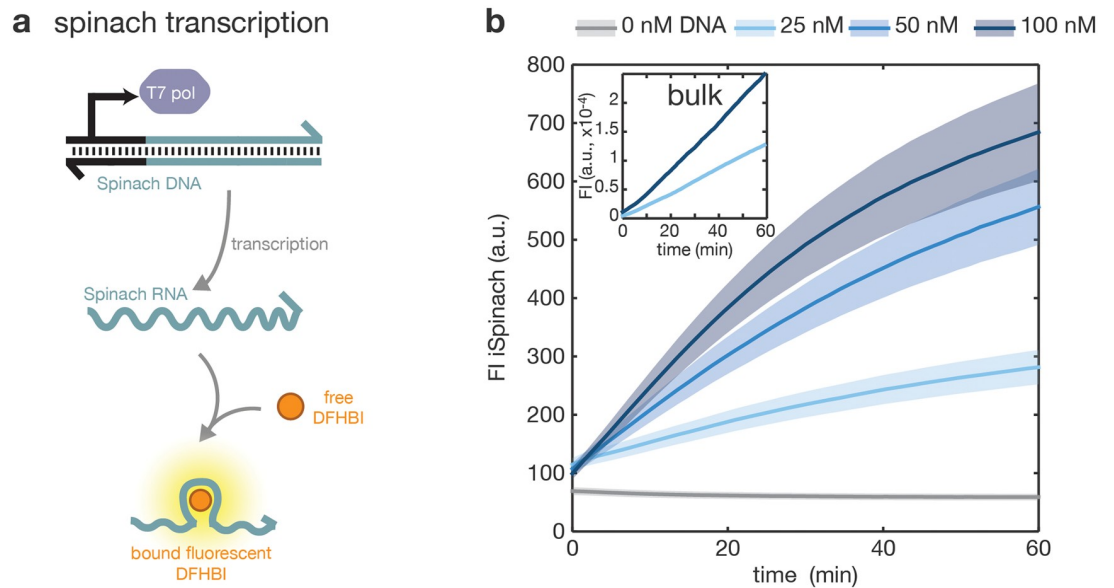 a spinach transcription
T7 pol
Spinach DNA
transcription
Spinach RNA
free
DFHBI
bound fluorescent
DFHBI
b
0 nM DNA 25 nM 50 nM 100 nM
FI iSpinach (a.u.)
800
700
600
500
400
300
200
100
0
0 20 40 60
time (min)
bulk
FI (a.u., x10-4)
2
1.5
1
0.5
0
0 20 40 60
time (min)